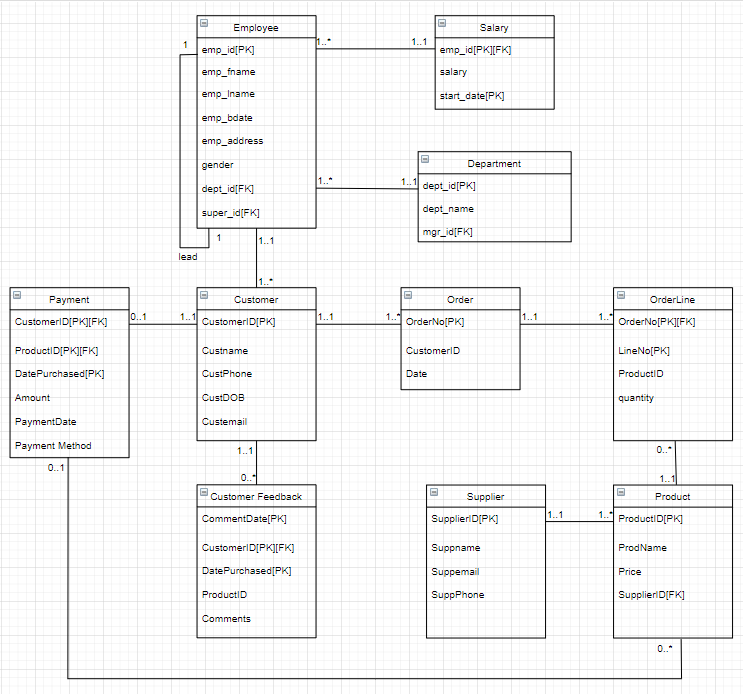 Employee
emp_id[PK]
emp_fname
emp_lname
emp_bdate
emp_address
gender
dept_id[FK]
super_id[FK]
1
1
lead
1..*
1..1
Salary
emp_id[PK][FK]
salary
start_date[PK]
1..*
1..1
Department
dept_id[PK]
dept_name
mgr_id[FK]
1..1
1..*
Payment
CustomerID[PK][FK]
ProductID[PK][FK]
DatePurchased[PK]
Amount
PaymentDate
Payment Method
0..1
1..1
Customer
CustomerID[PK]
Custname
CustPhone
CustDOB
Custemail
1..1
1..*
Order
OrderNo[PK]
CustomerID
Date
1..1
1..*
OrderLine
OrderNo[PK][FK]
LineNo[PK]
ProductID
quantity
0..1
1..1
0..*
0..*
1..1
Customer Feedback
CommentDate[PK]
CustomerID[PK][FK]
DatePurchased[PK]
ProductID
Comments
Supplier
SupplierID[PK]
Suppname
Suppemail
SuppPhone
1..1
1..*
Product
ProductID[PK]
ProdName
Price
SupplierID[FK]
0..*